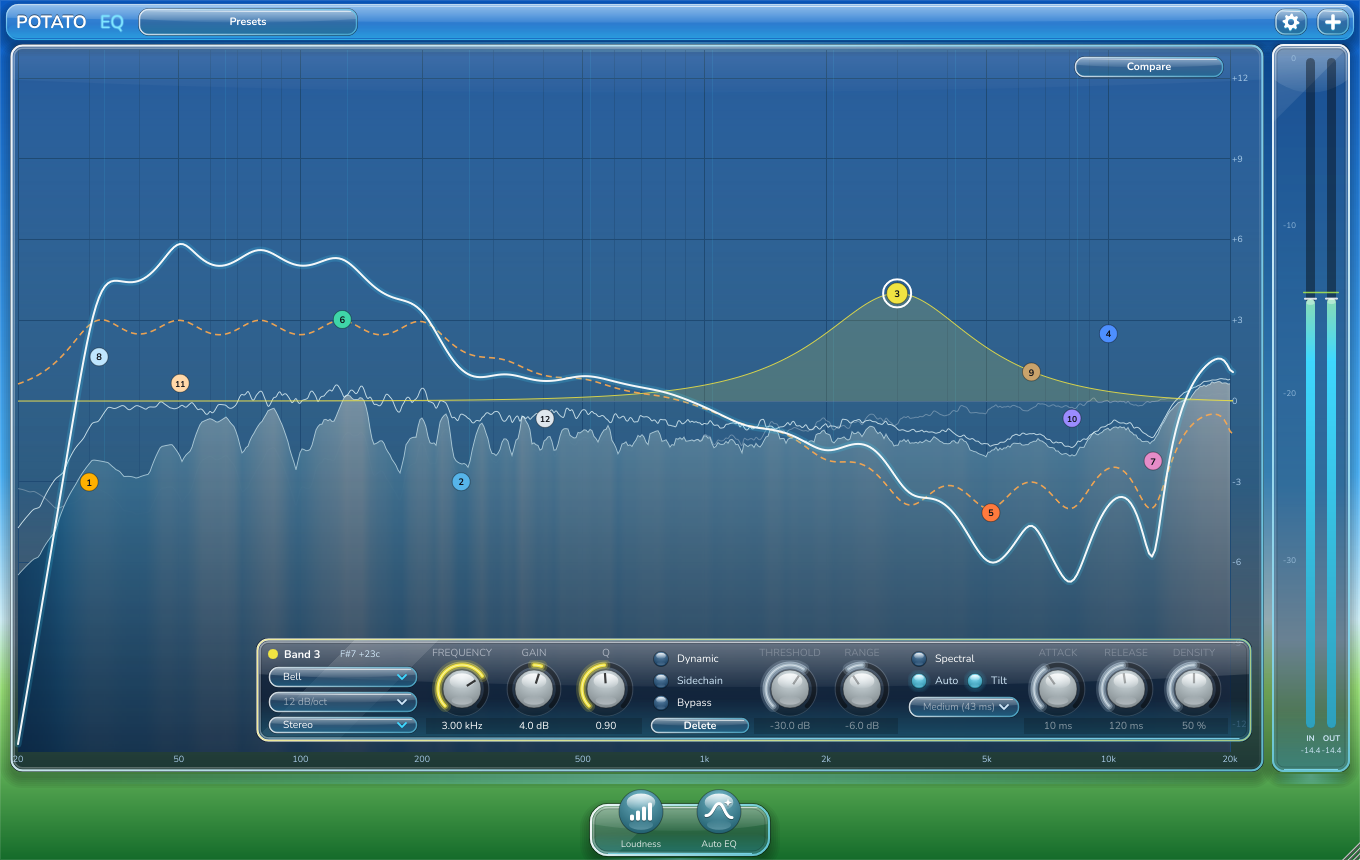 POTATO EQ
Presets
Compare
+12
+9
+6
+3
0
-3
-6
-12
0
-10
-20
-30
1
2
3
4
5
6
7
8
9
10
11
12
Band 3 F#7 +23c
Bell
12 dB/oct
Stereo
FREQUENCY GAIN Q
3.00 kHz 4.0 dB 0.90
Dynamic
Sidechain
Bypass
Delete
THRESHOLD RANGE
-30.0 dB -6.0 dB
Spectral
Auto Tilt
Medium (43 ms)
ATTACK RELEASE DENSITY
10 ms 120 ms 50 %
20 50 100 200 500 1k 2k 5k 10k 20k
IN OUT
-14.4 -14.4
Loudness Auto EQ